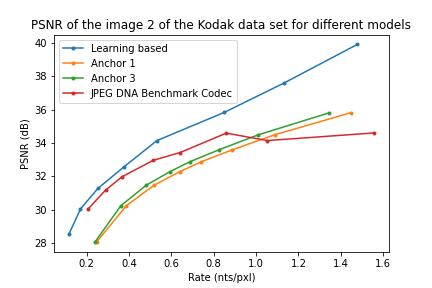 PSNR of the image 2 of the Kodak data set for different models
40
38
36
34
32
30
28
PSNR (dB)
Learning based
Anchor 1
Anchor 3
JPEG DNA Benchmark Codec
0.2 0.4 0.6 0.8 1.0 1.2 1.4 1.6
Rate (nts/pxl)